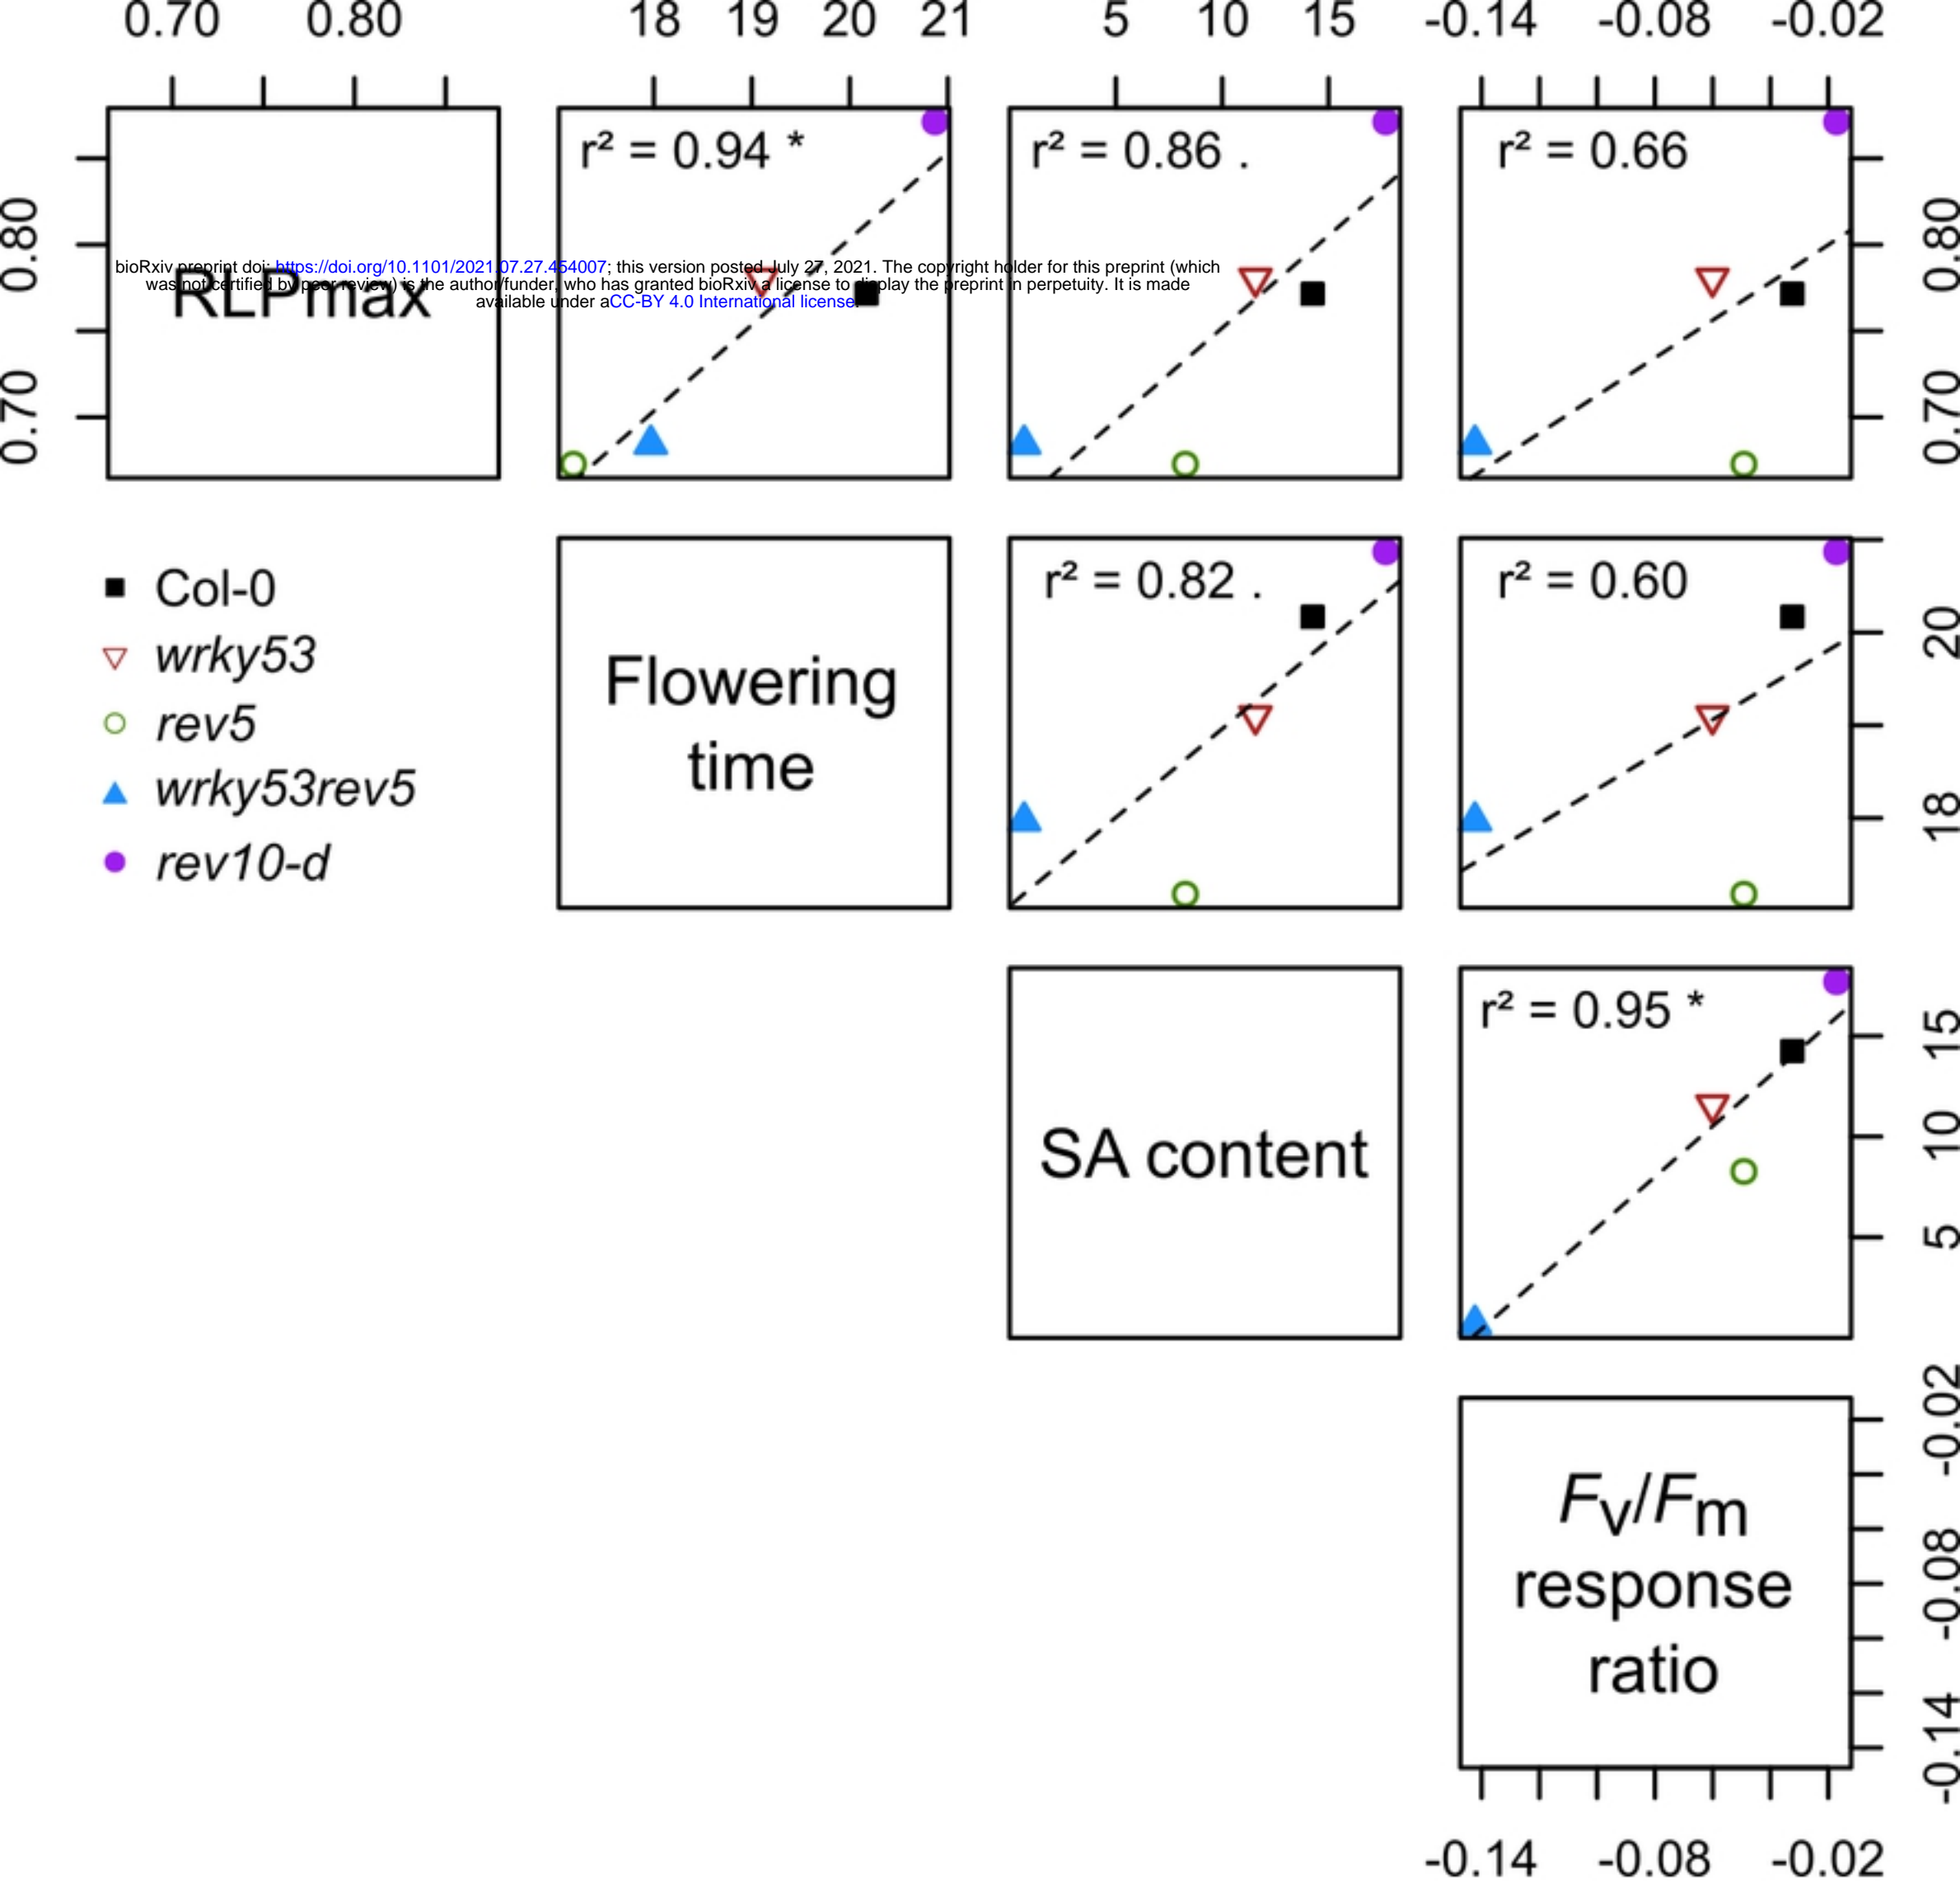 0.70 0.80 18 19 20 21 5 10 15 -0.14 -0.08 -0.02
r² = 0.94 * r² = 0.86 . r² = 0.66
0.80 0.80
bioRxiv preprint doi: https://doi.org/10.1101/2021.07.27.454007; this version posted July 27, 2021. The copyright holder for this preprint (which
was not certified by peer review) is the author/funder, who has granted bioRxiv a license to display the preprint in perpetuity. It is made
available under aCC-BY 4.0 International license.
RLPmax
0.70 0.70
r² = 0.82 . r² = 0.60
Col-0
wrky53
rev5
wrky53rev5
rev10-d
Flowering
time
20
18
r² = 0.95 *
SA content
15
10
5
Fv/Fm
response
ratio
-0.02
-0.08
-0.14
-0.14 -0.08 -0.02